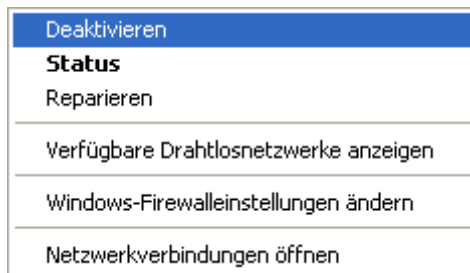 Deaktivieren
Status
Reparieren
Verfügbare Drahtlosnetzwerke anzeigen
Windows-Firewalleinstellungen ändern
Netzwerkverbindungen öffnen